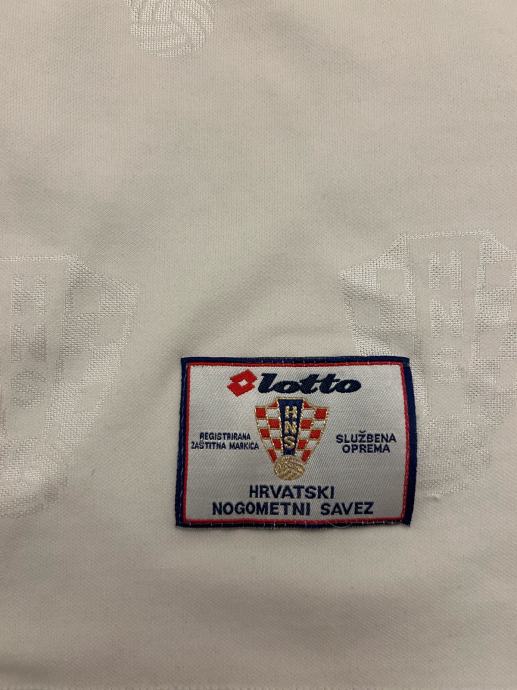 lotto
HNS
REGISTRIRANA
ZAŠTITNA MARKICA
SLUŽBENA
OPREMA
HRVATSKI
NOGOMETNI SAVEZ